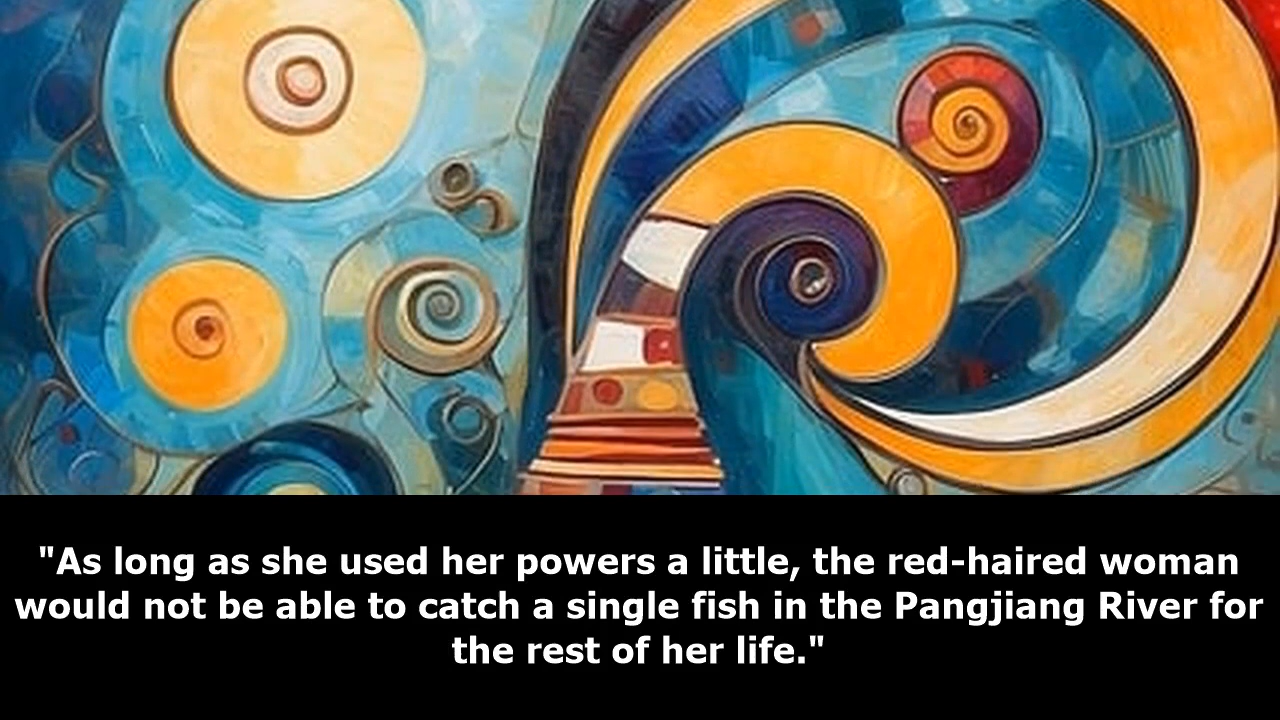 "As long as she used her powers a little, the red-haired woman
would not be able to catch a single fish in the Pangjiang River for
the rest of her life."